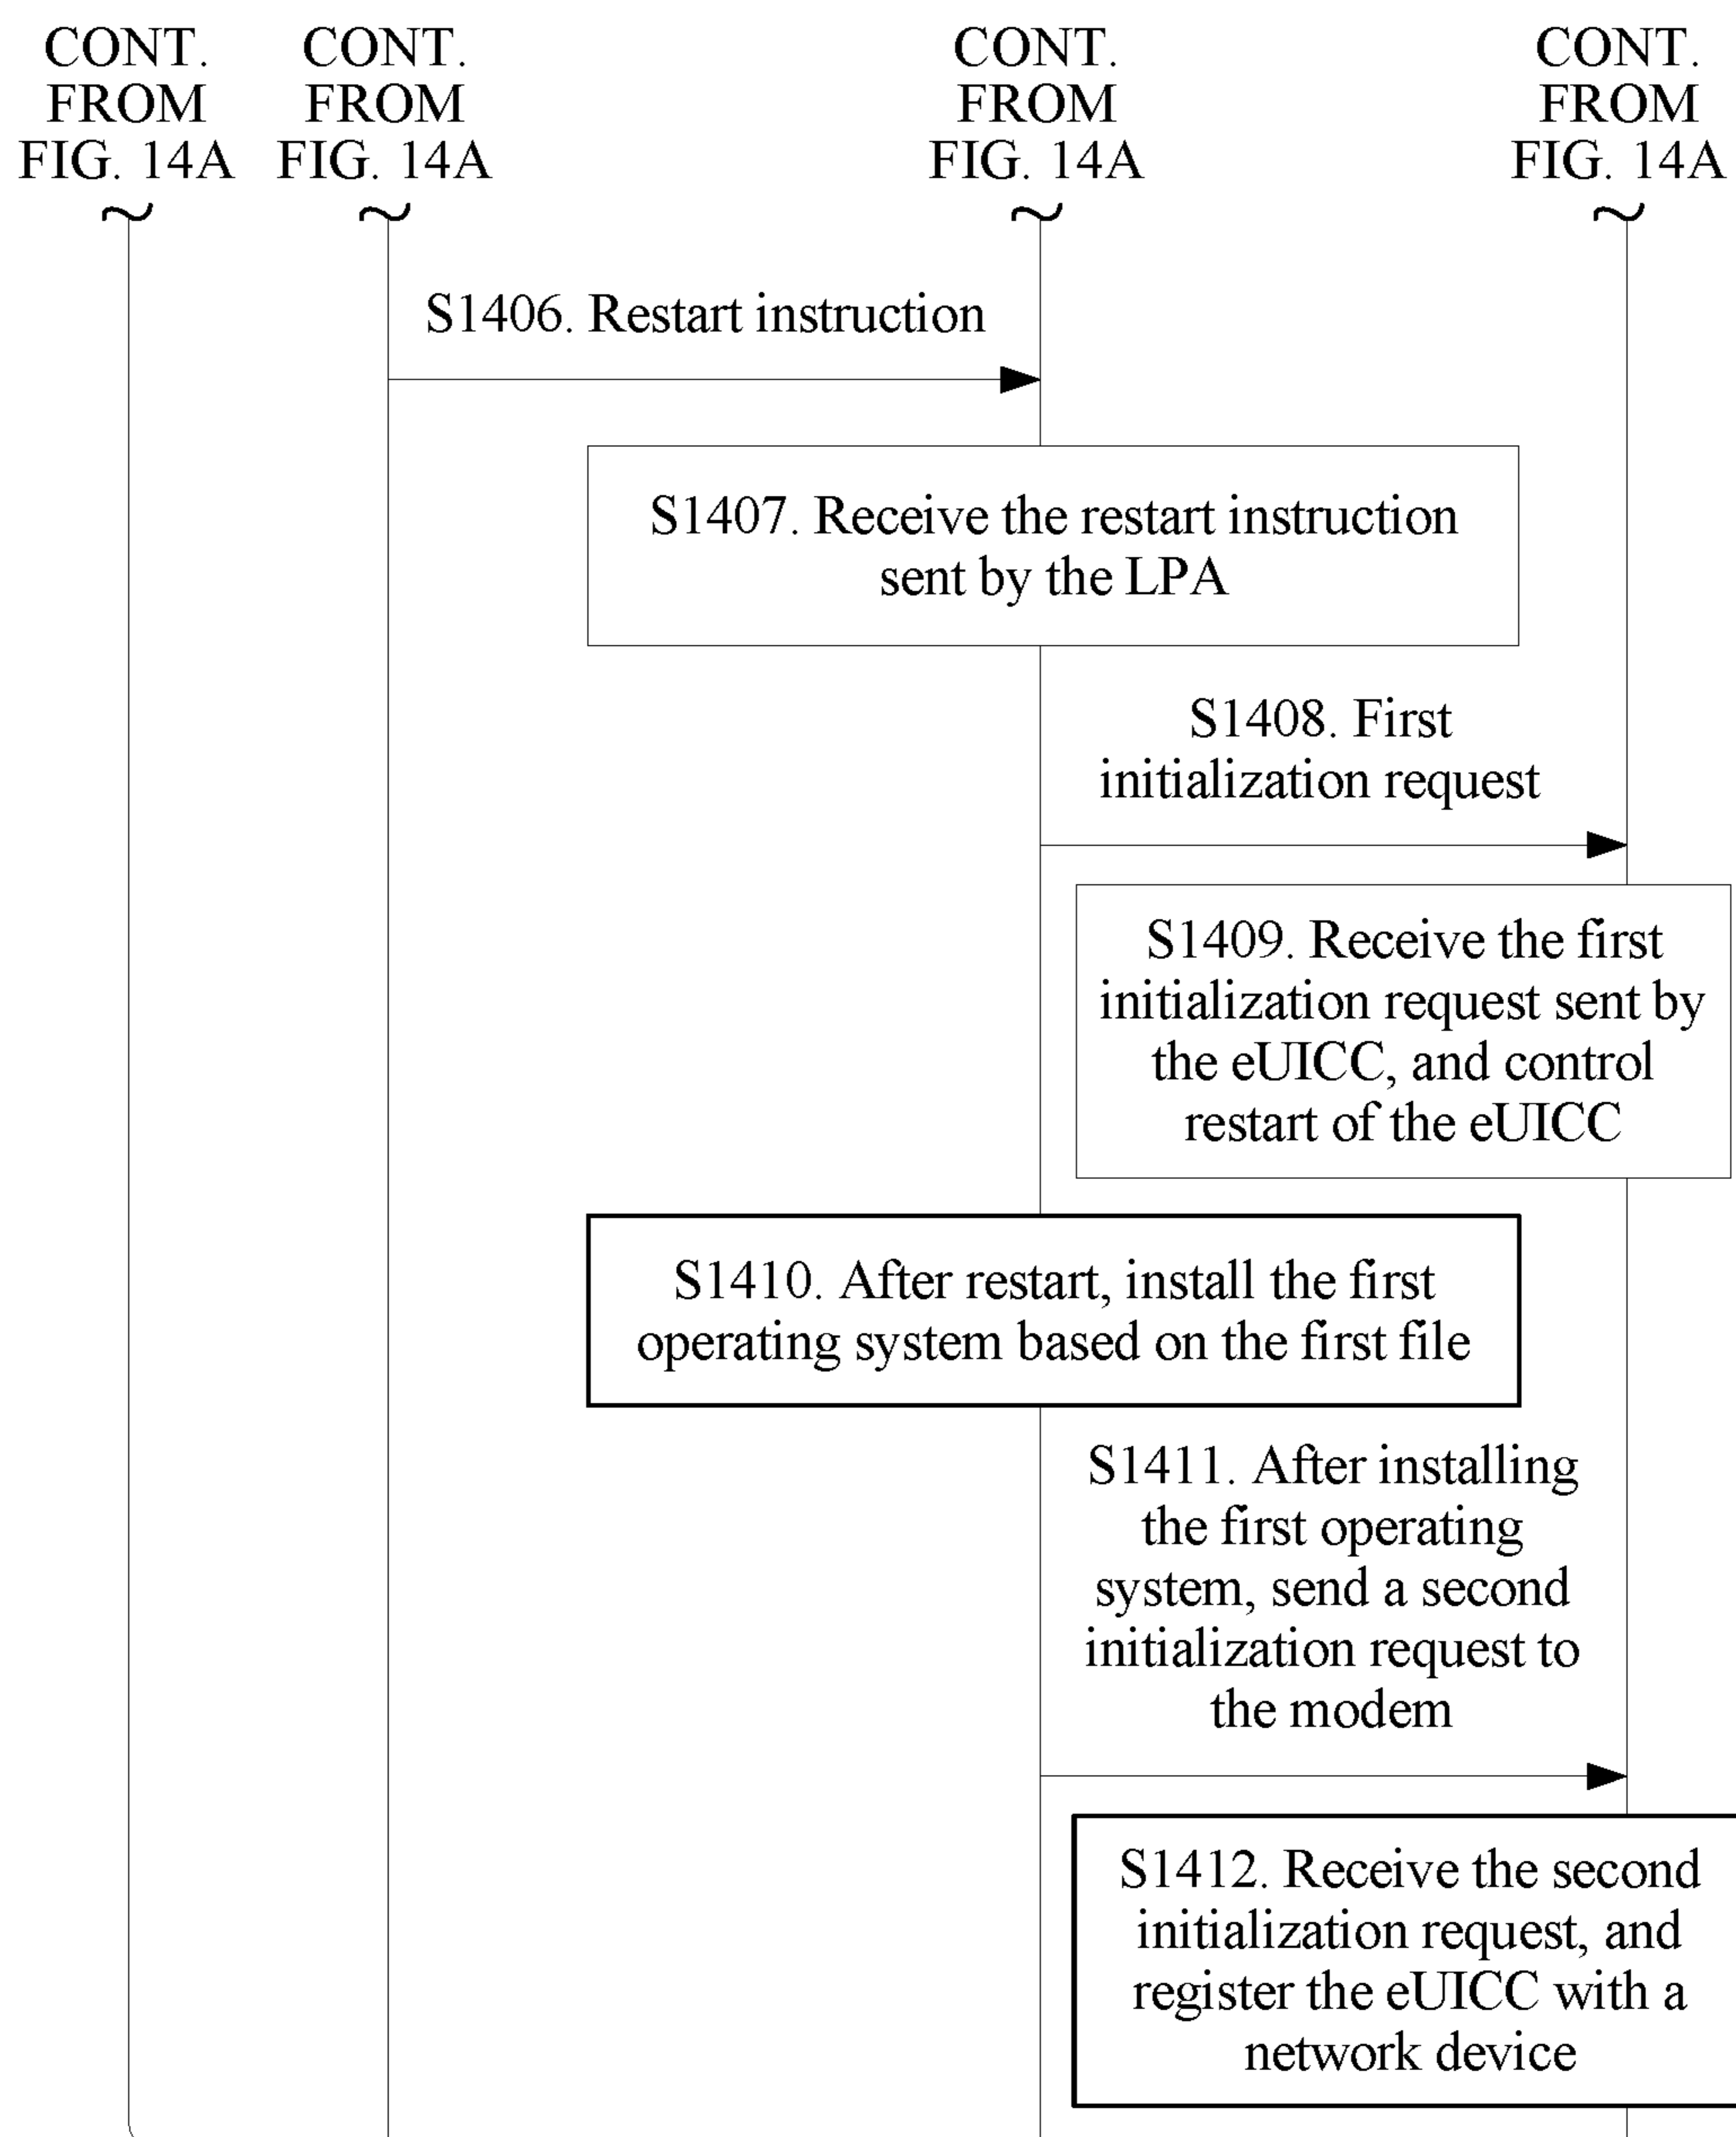 CONT.
FROM
FIG. 14A
CONT.
FROM
FIG. 14A
CONT.
FROM
FIG. 14A
CONT.
FROM
FIG. 14A
S1406. Restart instruction
S1407. Receive the restart instruction
sent by the LPA
S1408. First
initialization request
S1409. Receive the first
initialization request sent by
the eUICC, and control
restart of the eUICC
S1410. After restart, install the first
operating system based on the first file
S1411. After installing
the first operating
system, send a second
initialization request to
the modem
S1412. Receive the second
initialization request, and
register the eUICC with a
network device